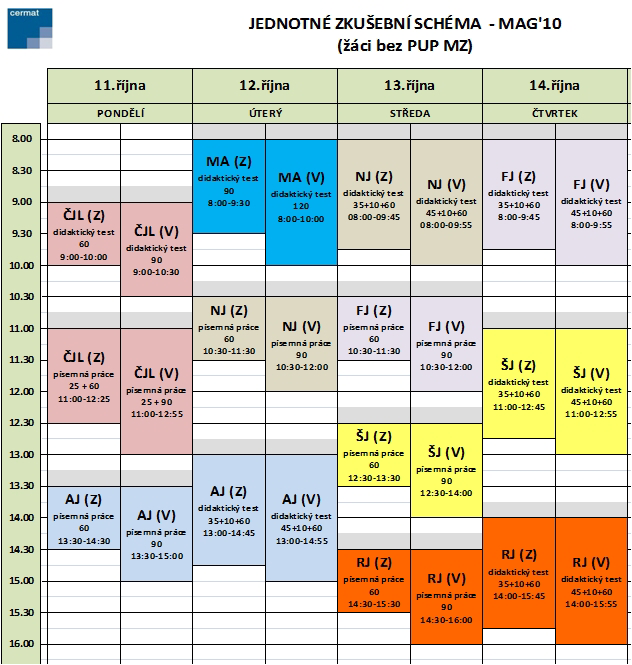 cermat
JEDNOTNÉ ZKUŠEBNÍ SCHÉMA - MAG'10
(žáci bez PUP MZ)
11.října
12.října
13.října
14.října
PONDĚLÍ
ÚTERÝ
STŘEDA
ČTVRTEK
8.00
8.30
9.00
9.30
10.00
10.30
11.00
11.30
12.00
12.30
13.00
13.30
14.00
14.30
15.00
15.30
16.00
ČJL (Z)
didaktický test
60
9:00-10:00
ČJL (V)
didaktický test
90
9:00-10:30
ČJL (Z)
písemná práce
25 + 60
11:00-12:25
ČJL (V)
písemná práce
25 + 90
11:00-12:55
AJ (Z)
písemná práce
60
13:30-14:30
AJ (V)
písemná práce
90
13:30-15:00
MA (Z)
didaktický test
90
8:00-9:30
MA (V)
didaktický test
120
8:00-10:00
NJ (Z)
písemná práce
60
10:30-11:30
NJ (V)
písemná práce
90
10:30-12:00
AJ (Z)
didaktický test
35+10+60
13:00-14:45
AJ (V)
didaktický test
45+10+60
13:00-14:55
NJ (Z)
didaktický test
35+10+60
08:00-09:45
NJ (V)
didaktický test
45+10+60
08:00-09:55
FJ (Z)
písemná práce
60
10:30-11:30
FJ (V)
písemná práce
90
10:30-12:00
ŠJ (Z)
písemná práce
60
12:30-13:30
ŠJ (V)
písemná práce
90
12:30-14:00
RJ (Z)
písemná práce
60
14:30-15:30
RJ (V)
písemná práce
90
14:30-16:00
FJ (Z)
didaktický test
35+10+60
8:00-9:45
FJ (V)
didaktický test
45+10+60
8:00-9:55
ŠJ (Z)
didaktický test
35+10+60
11:00-12:45
ŠJ (V)
didaktický test
45+10+60
11:00-12:55
RJ (Z)
didaktický test
35+10+60
14:00-15:45
RJ (V)
didaktický test
45+10+60
14:00-15:55